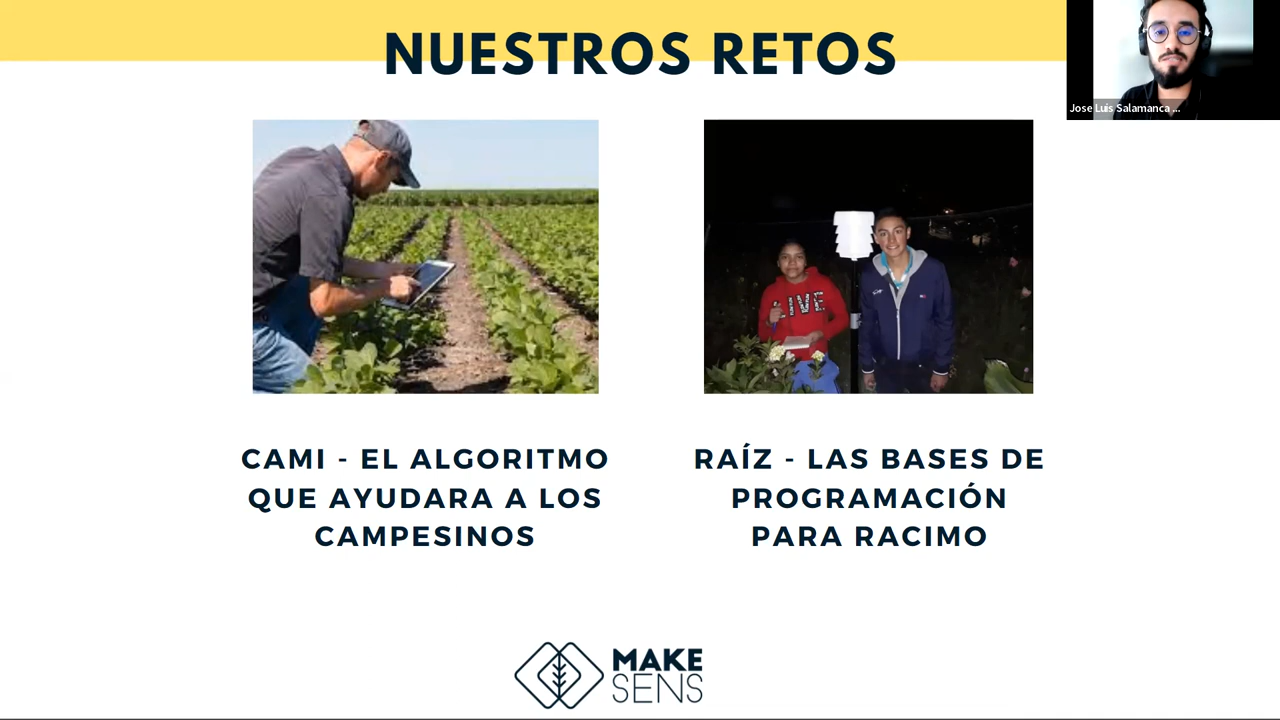 NUESTROS RETOS
Jose Luis Salamanca ...
LIVE
CAMI - EL ALGORITMO
QUE AYUDARA A LOS
CAMPESINOS
RAÍZ - LAS BASES DE
PROGRAMACIÓN
PARA RACIMO
MAKE
SENS